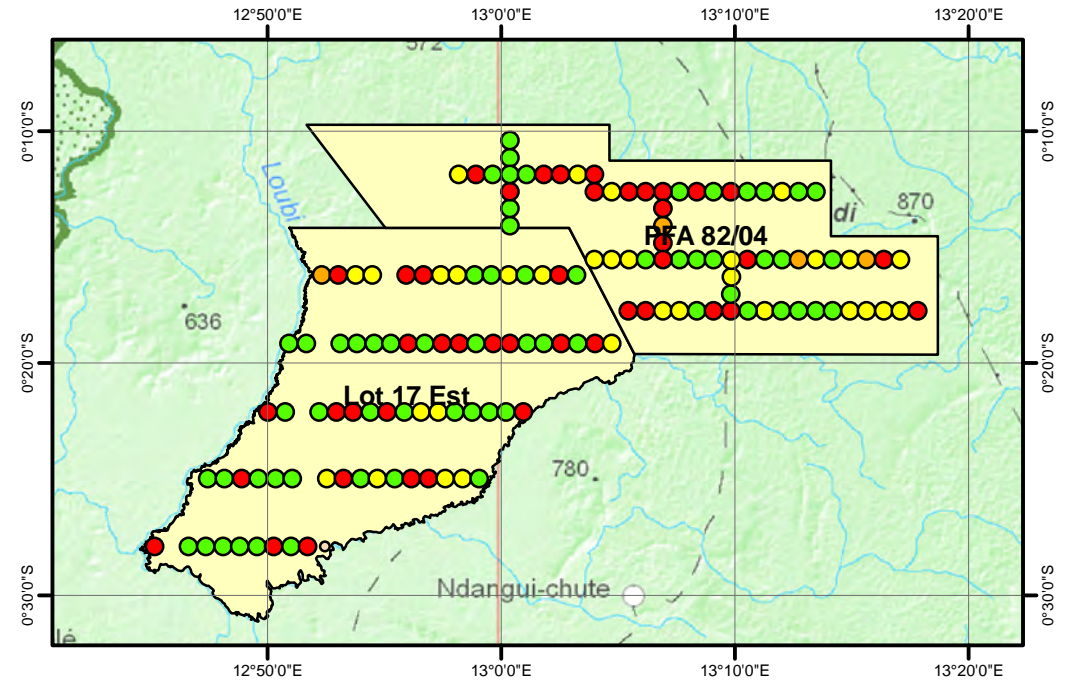 12°50'0"E 13°0'0"E 13°10'0"E 13°20'0"E
572
0°10'0"S 0°10'0"S
Loubi
870
di
PFA 82/04
636
0°20'0"S 0°20'0"S
Lot 17 Est
780
Ndangui-chute
0°30'0"S 0°30'0"S
lé
12°50'0"E 13°0'0"E 13°10'0"E 13°20'0"E